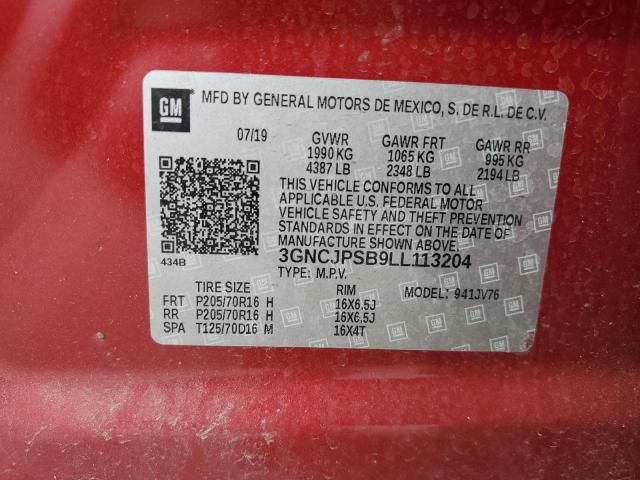 GM MFD BY GENERAL MOTORS DE MEXICO, S. DE R.L. DE C.V.
07/19 GVWR GAWR FRT GAWR RR
1990 KG 1065 KG 995 KG
4387 LB 2348 LB 2194 LB
THIS VEHICLE CONFORMS TO ALL
APPLICABLE U.S. FEDERAL MOTOR
VEHICLE SAFETY AND THEFT PREVENTION
STANDARDS IN EFFECT ON THE DATE OF
MANUFACTURE SHOWN ABOVE.
434B 3GNCJPSB9LL113204
TYPE: M.P.V.
TIRE SIZE RIM MODEL: 941JV76
FRT P205/70R16 H 16X6.5J
RR P205/70R16 H 16X6.5J
SPA T125/70D16 M 16X4T